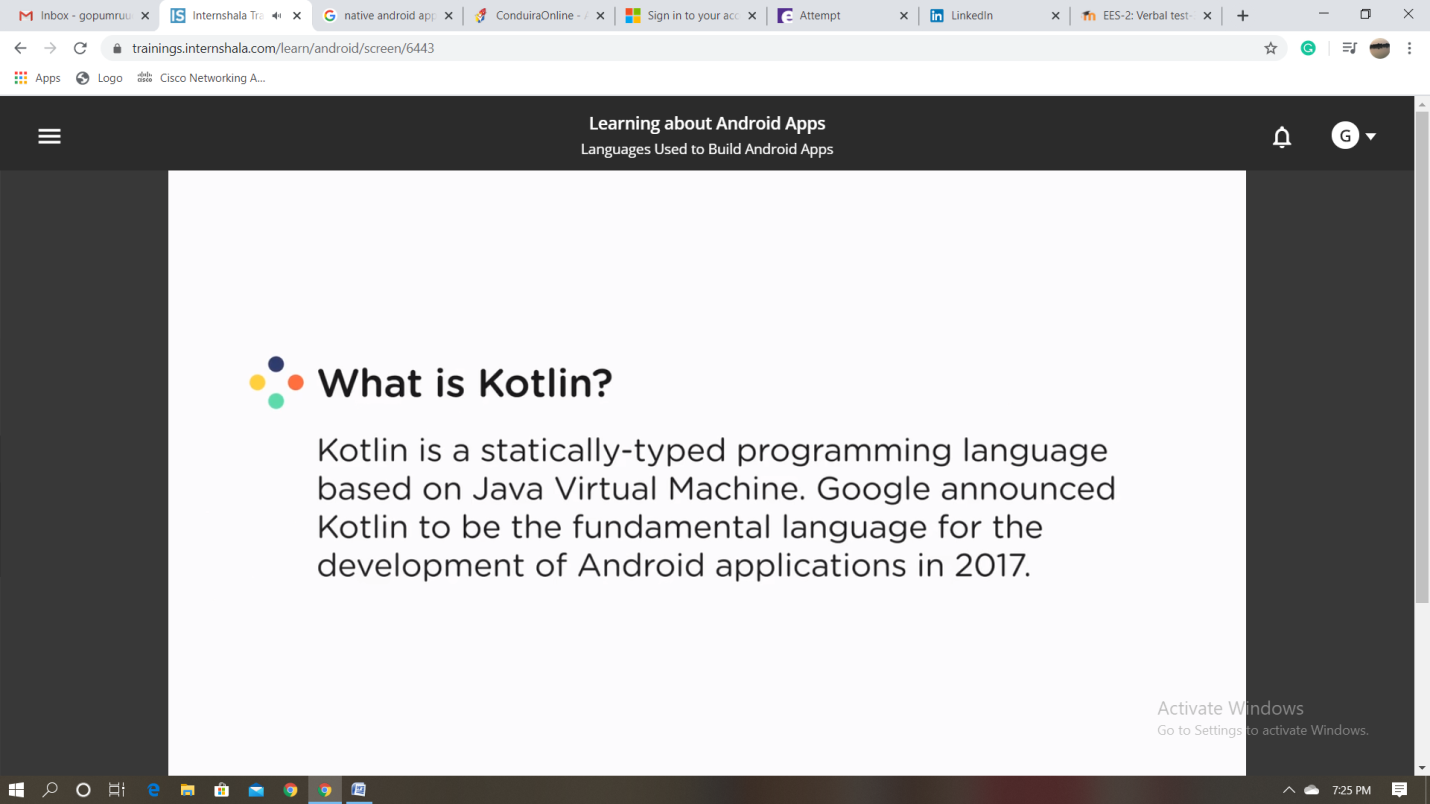 Inbox - gopumruu
Internshala Tra
native android app
ConduiraOnline - A
Sign in to your acc
Attempt
LinkedIn
EES-2: Verbal test-
trainings.internshala.com/learn/android/screen/6443
Apps
Logo
Cisco Networking A...
Learning about Android Apps
Languages Used to Build Android Apps
G
What is Kotlin?
Kotlin is a statically-typed programming language
based on Java Virtual Machine. Google announced
Kotlin to be the fundamental language for the
development of Android applications in 2017.
Activate Windows
Go to Settings to activate Windows.
7:25 PM